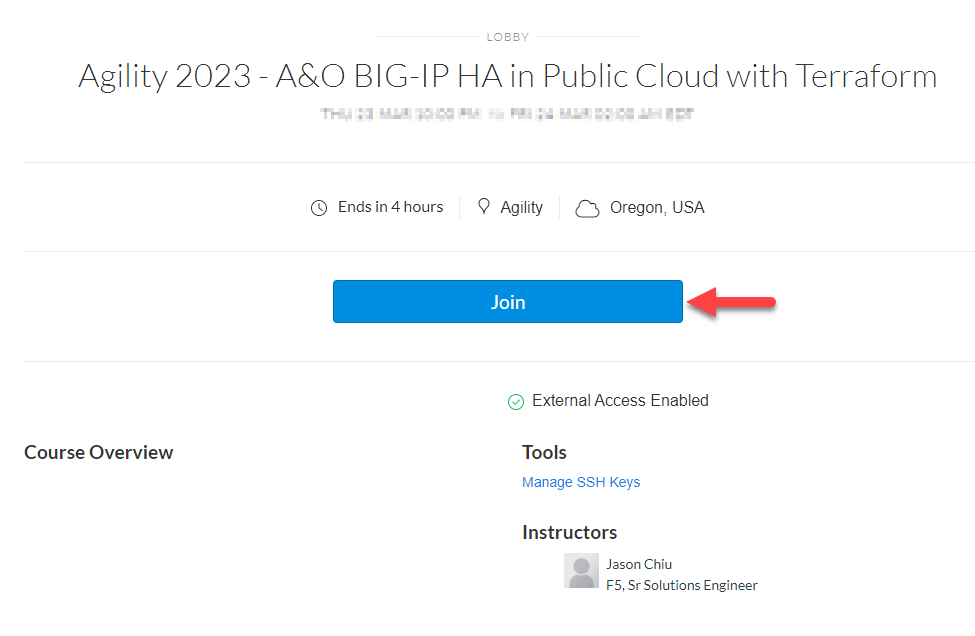 LOBBY
Agility 2023 - A&O BIG-IP HA in Public Cloud with Terraform
Ends in 4 hours
Agility
Oregon, USA
Join
External Access Enabled
Course Overview
Tools
Manage SSH Keys
Instructors
Jason Chiu
F5, Sr Solutions Engineer